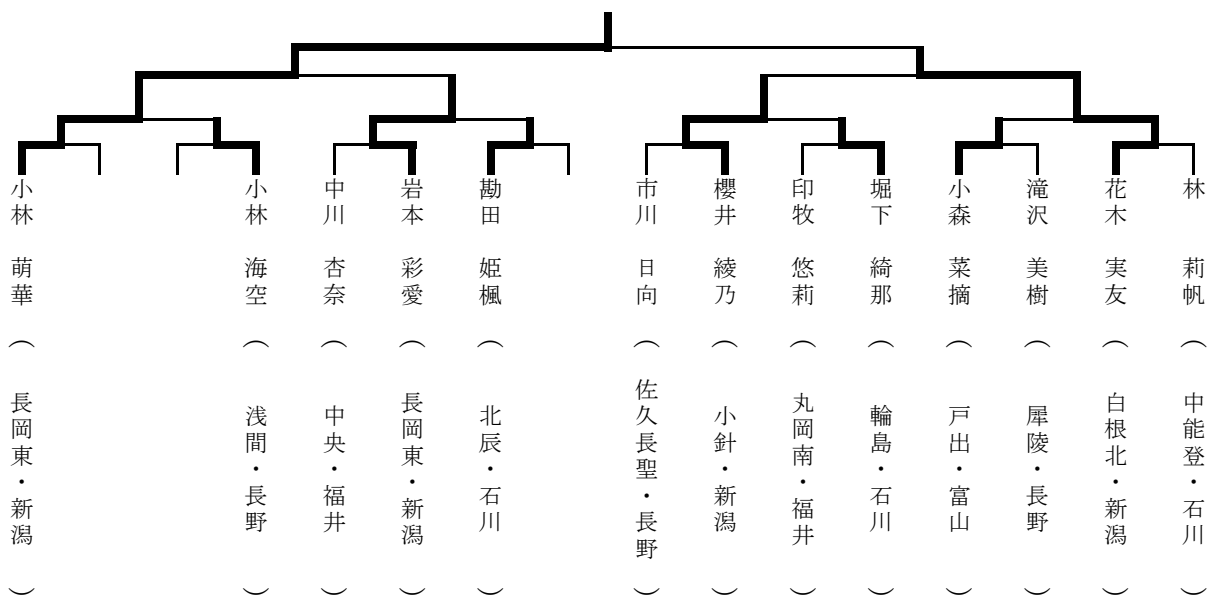 小林 萌華（長岡東・新潟）
小林 海空（浅間・長野）
中川 杏奈（中央・福井）
岩本 彩愛（長岡東・新潟）
勘田 姫楓（北辰・石川）
市川 日向（佐久長聖・長野）
櫻井 綾乃（小針・新潟）
印牧 悠莉（丸岡南・福井）
堀下 綺那（輪島・石川）
小森 菜摘（戸出・富山）
滝沢 美樹（犀陵・長野）
花木 実友（白根北・新潟）
林 莉帆（中能登・石川）